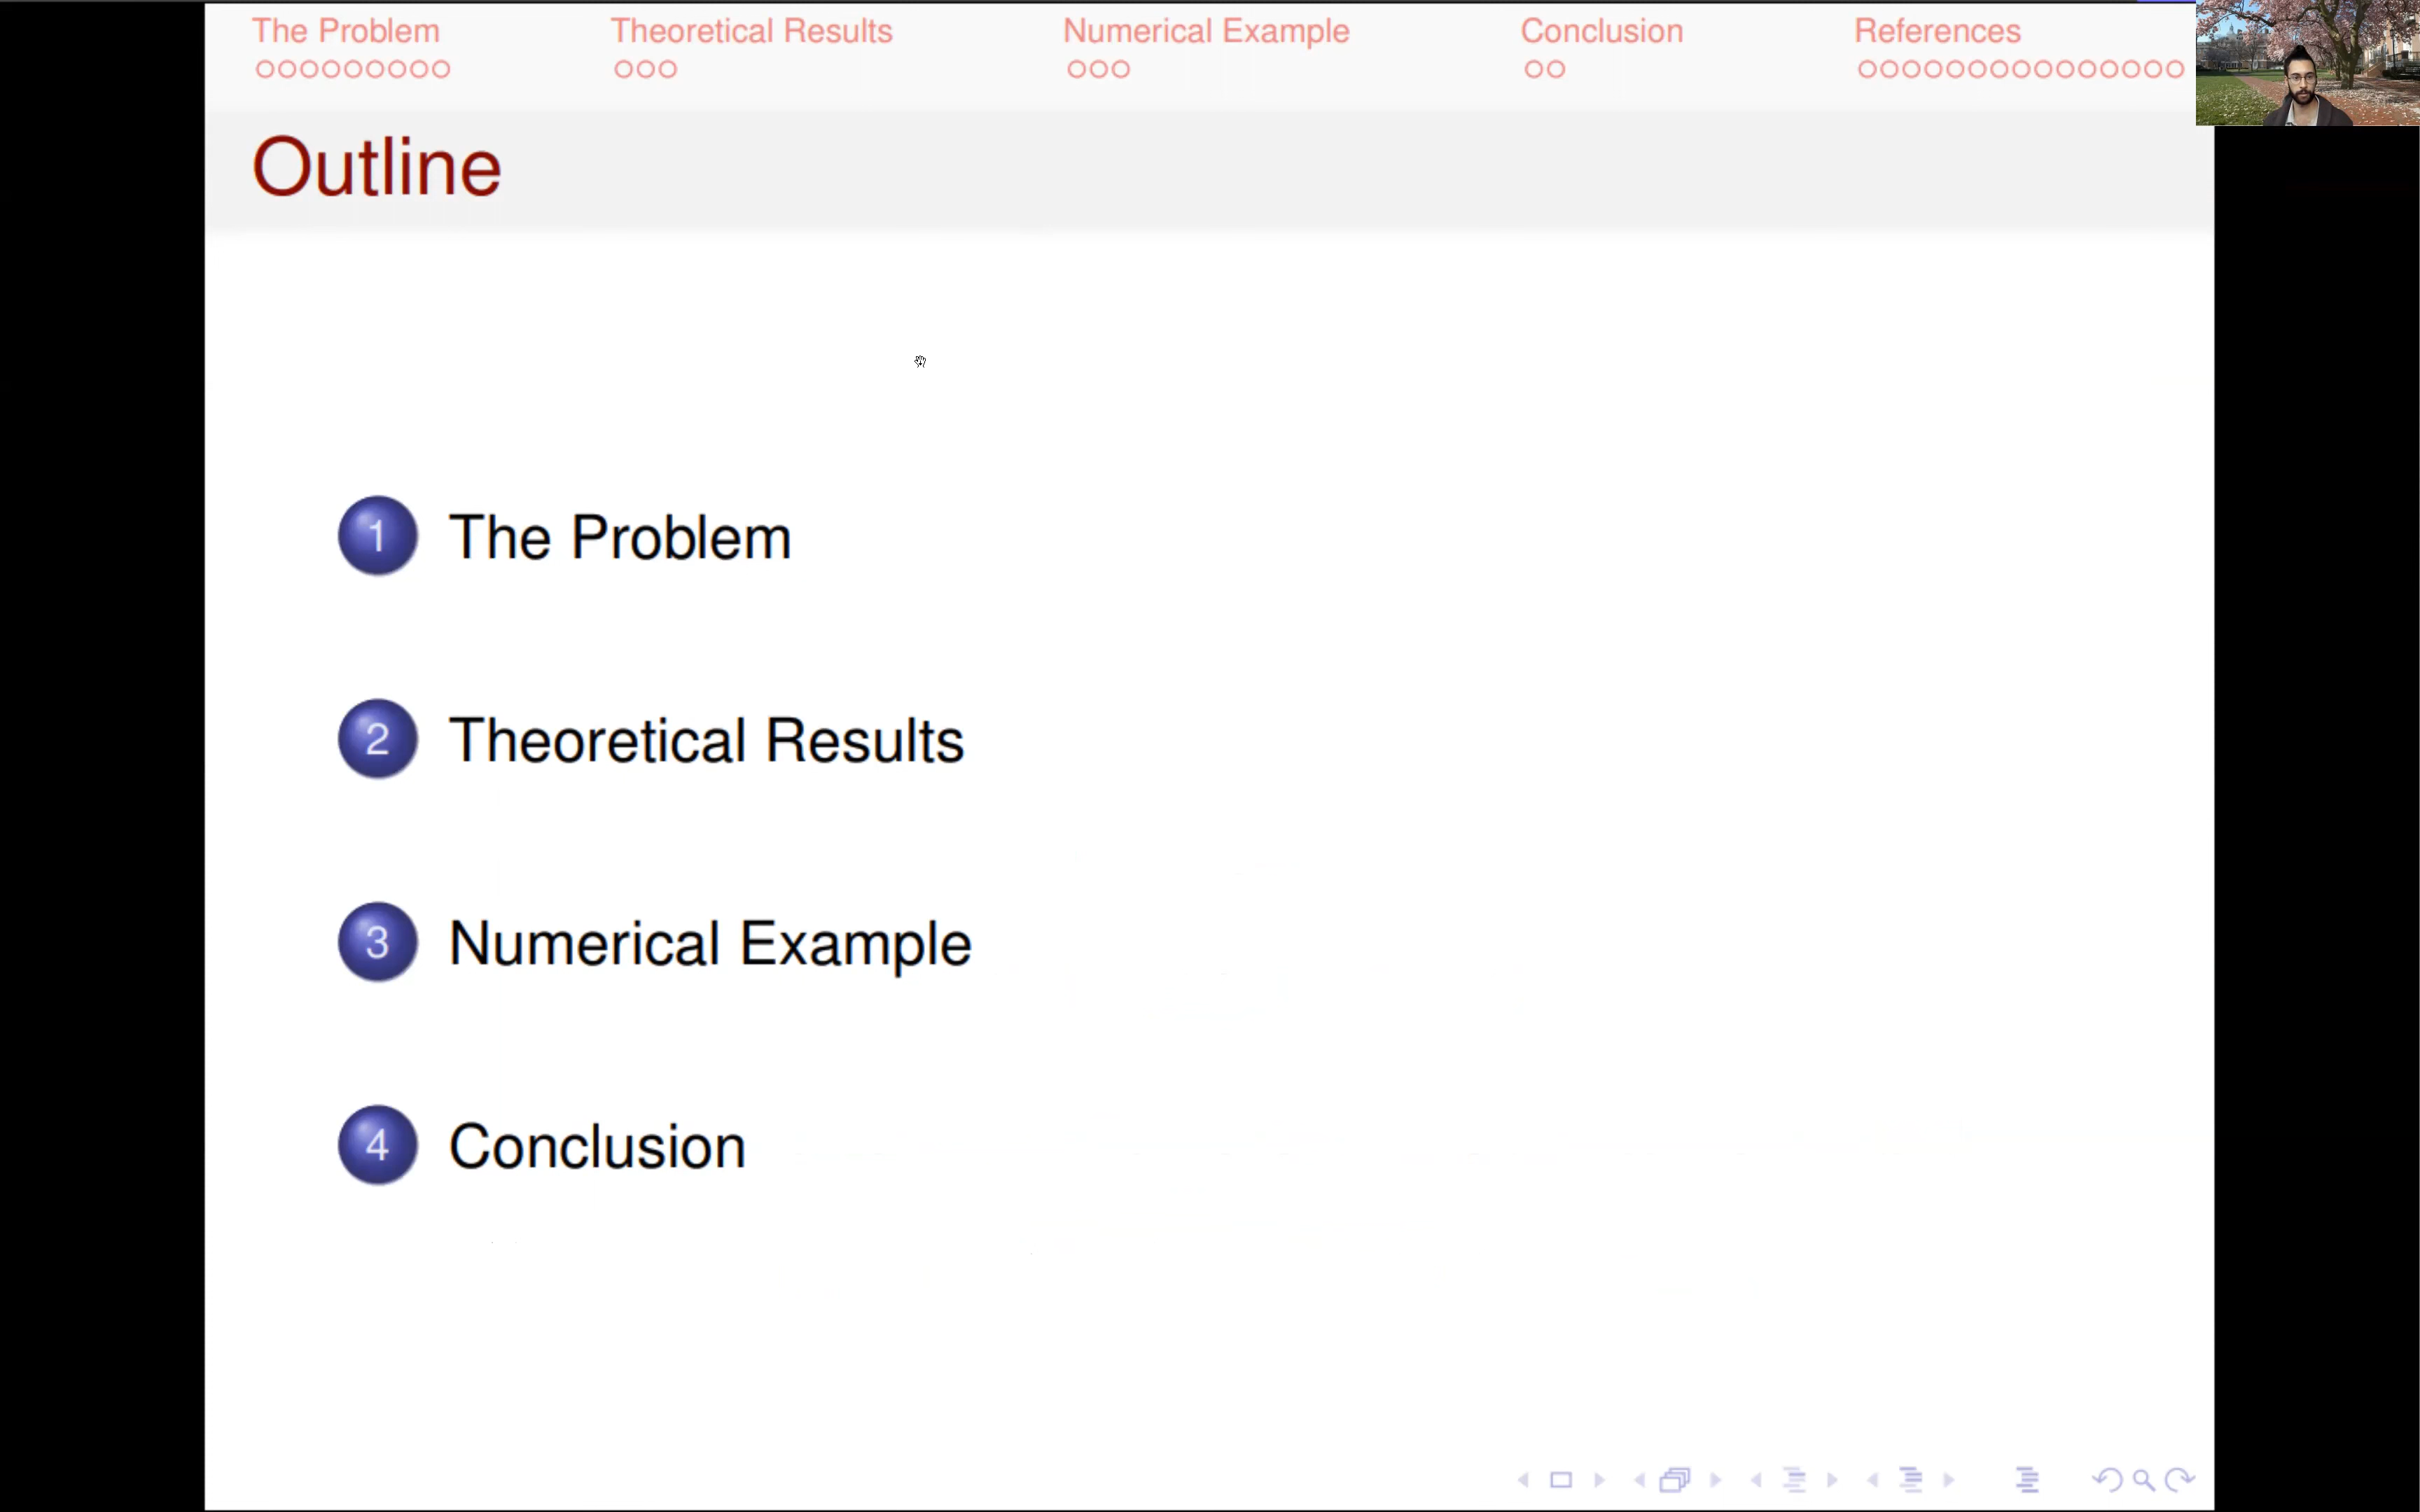 The Problem
Theoretical Results
Numerical Example
Conclusion
References
Outline
1 The Problem
2 Theoretical Results
3 Numerical Example
4 Conclusion